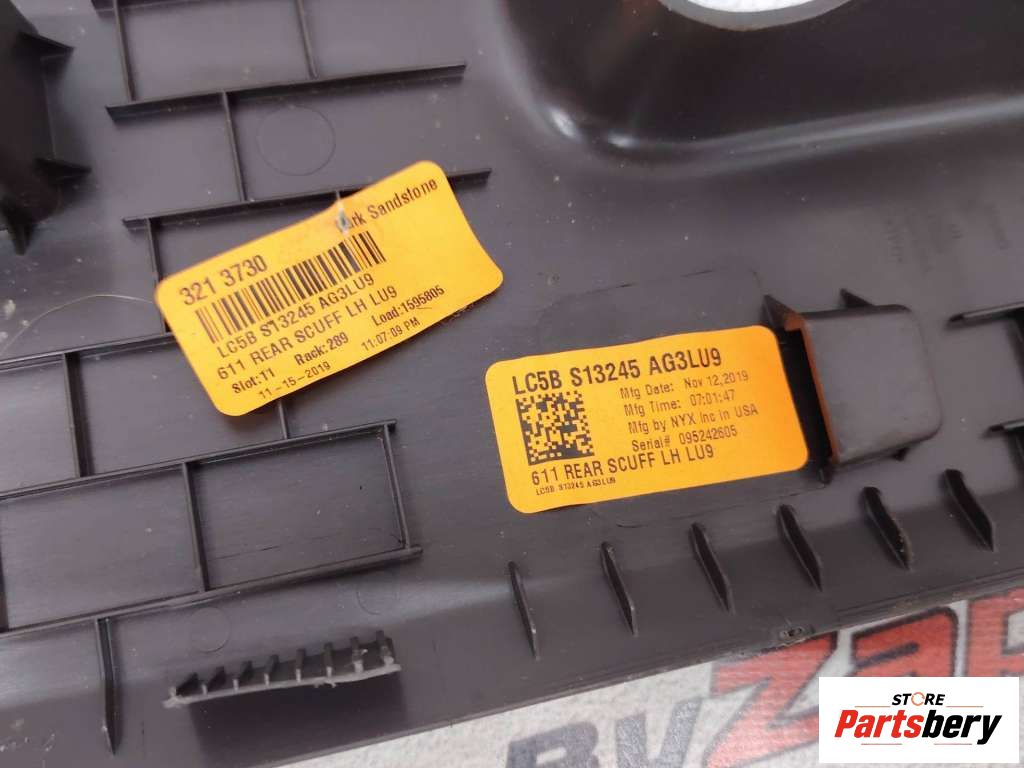 321 3730
Sandstone
LC5B S13245 AG3LU9
611 REAR SCUFF LH LU9
Slot:11 Rack:289 Load:1595805
11-15-2019 11:07:09 PM
LC5B S13245 AG3LU9
Mfg Date: Nov 12,2019
Mfg Time: 07:01:47
Mfg by NYX Inc in USA
Serial# 095242605
611 REAR SCUFF LH LU9
LC5B S13245 AG3LU9
STORE
Partsbery